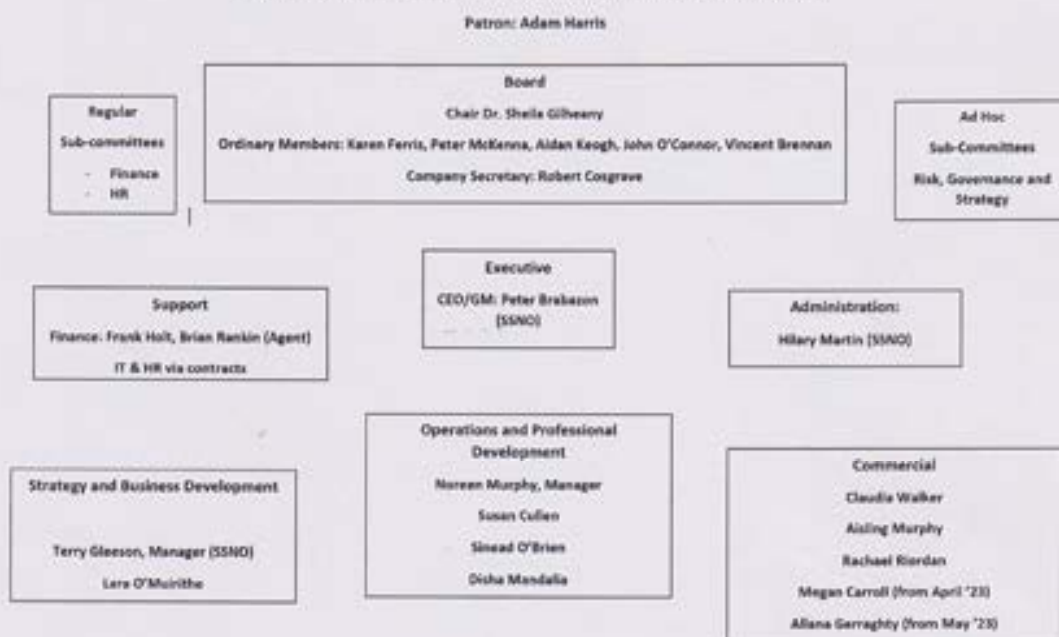 Patron: Adam Harris
Board
Chair Dr. Sheila Gilheany
Ordinary Members: Karen Ferris, Peter McKenna, Aidan Keogh, John O'Connor, Vincent Brennan
Company Secretary: Robert Cosgrave
Regular
Sub-committees
- Finance
- HR
Ad Hoc
Sub-Committees
Risk, Governance and
Strategy
Executive
CEO/GM: Peter Brabazon
(SSNO)
Support
Finance: Frank Holt, Brian Rankin (Agent)
IT & HR via contracts
Administration:
Hilary Martin (SSNO)
Operations and Professional
Development
Noreen Murphy, Manager
Susan Cullen
Sinead O'Brien
Disha Mandalia
Strategy and Business Development
Terry Gleeson, Manager (SSNO)
Lera O'Muirithe
Commercial
Claudia Walker
Aisling Murphy
Rachael Riordan
Megan Carroll (from April '23)
Allana Gerraghty (from May '23)